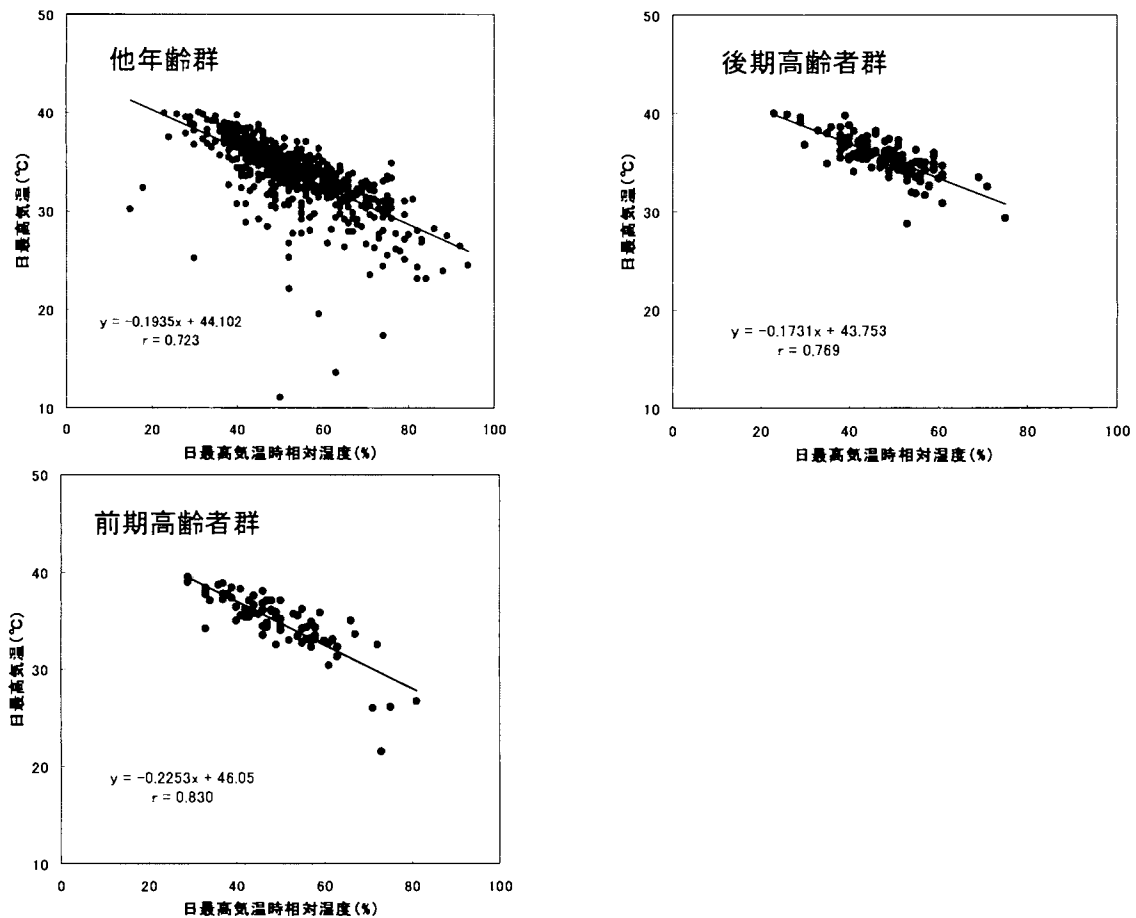 50
40
30
20
10
0
20
40
60
80
100
他年齢群
日最高気温(℃)
日最高気温時相対湿度(%)
y = -0.1935x + 44.102
r = 0.723
50
40
30
20
10
0
20
40
60
80
100
後期高齢者群
日最高気温(℃)
日最高気温時相対湿度(%)
y = -0.1731x + 43.753
r = 0.769
50
40
30
20
10
0
20
40
60
80
100
前期高齢者群
日最高気温(℃)
日最高気温時相対湿度(%)
y = -0.2253x + 46.05
r = 0.830